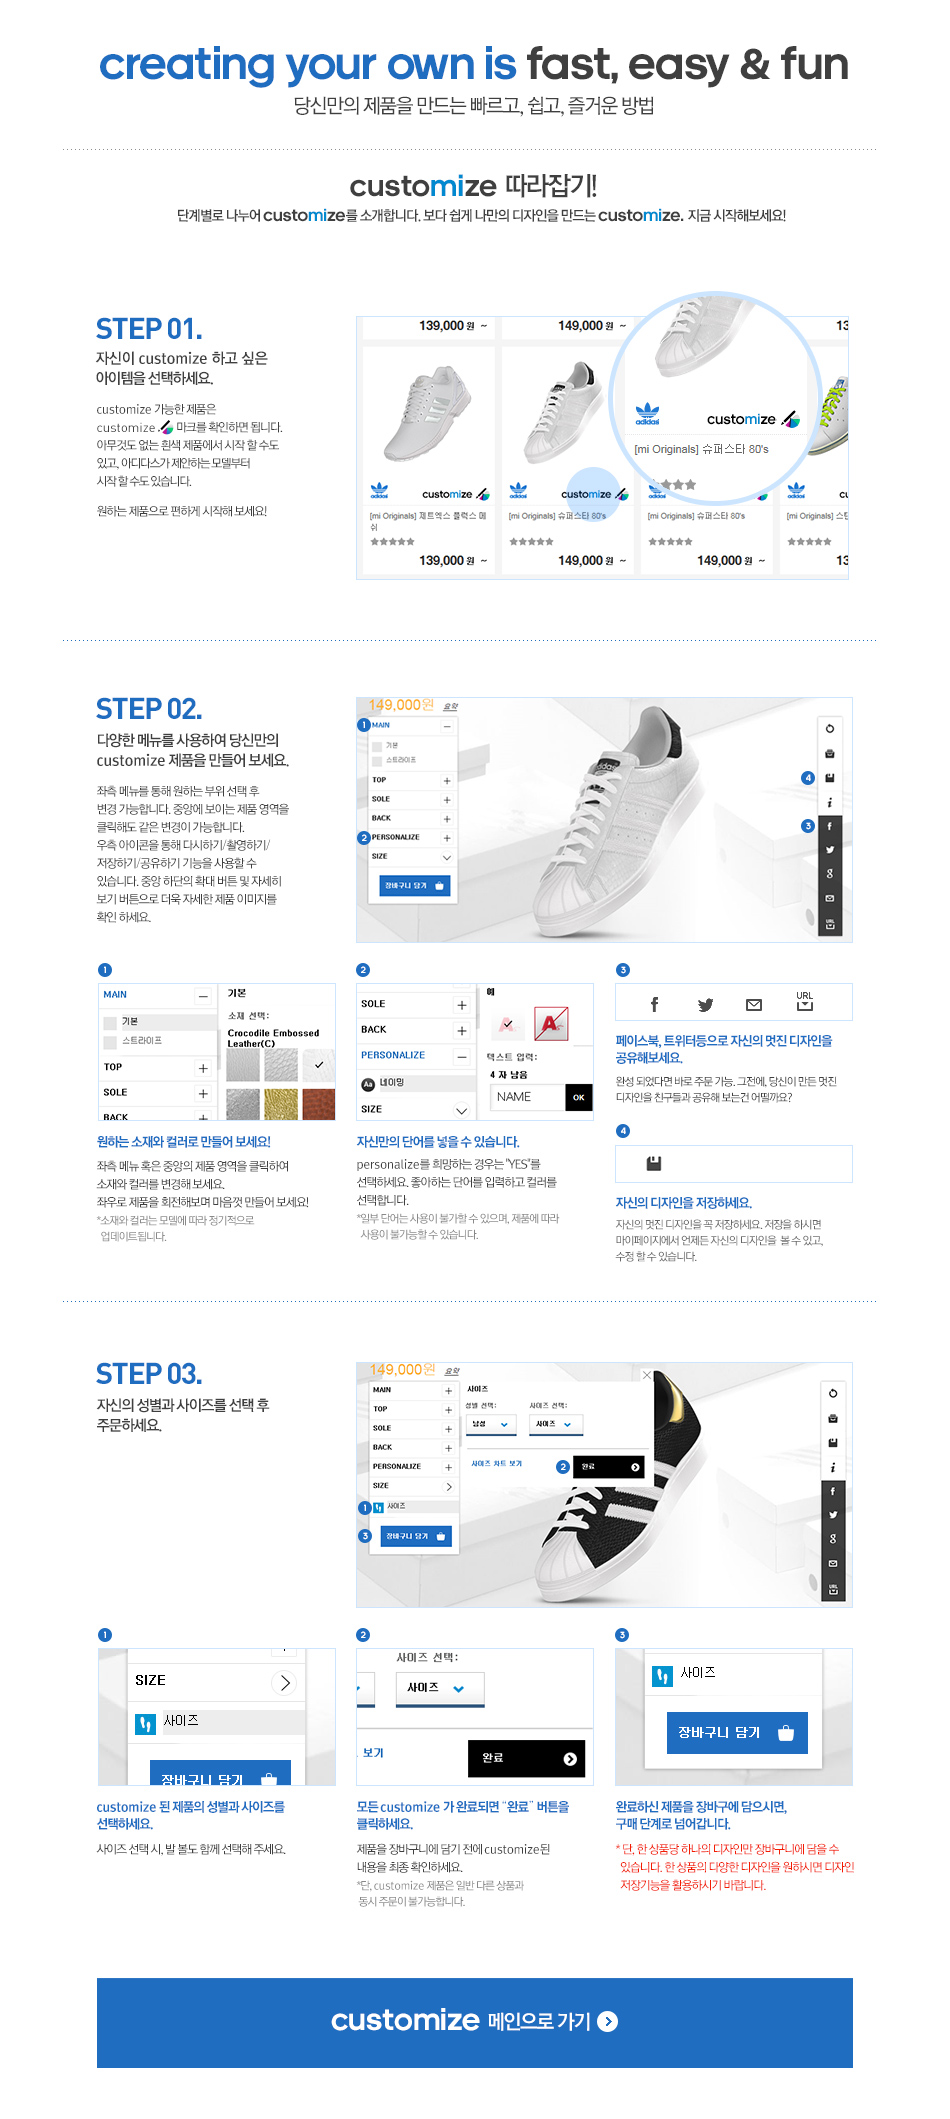 creating your own is fast, easy & fun
당신만의 제품을 만드는 빠르고, 쉽고, 즐거운 방법
customize 따라잡기!
단계별로 나누어 customize를 소개합니다. 보다 쉽게 나만의 디자인을 만드는 customize. 지금 시작해보세요!
STEP 01.
자신이 customize 하고 싶은
아이템을 선택하세요.
customize 가능한 제품은
customize 마크를 확인하면 됩니다.
아무것도 없는 흰색 제품에서 시작 할 수도
있고, 아디다스가 제안하는 모델부터
시작 할 수도 있습니다.
원하는 제품으로 편하게 시작해 보세요!
139,000 원 ~
149,000 원 ~
13
adidas
customize
[mi Originals] 슈퍼스타 80's
adidas customize
adidas customize
adidas
adidas cu
[mi Originals] 제트엑스 플럭스 메쉬
[mi Originals] 슈퍼스타 80's
[mi Originals] 슈퍼스타 80's
[mi Originals] 스탠
139,000 원 ~
149,000 원 ~
149,000 원 ~
13
STEP 02.
다양한 메뉴를 사용하여 당신만의
customize 제품을 만들어 보세요.
좌측 메뉴를 통해 원하는 부위 선택 후
변경 가능합니다. 중앙에 보이는 제품 영역을
클릭해도 같은 변경이 가능합니다.
우측 아이콘을 통해 다시하기/촬영하기/
저장하기/공유하기 기능을 사용할 수
있습니다. 중앙 하단의 확대 버튼 및 자세히
보기 버튼으로 더욱 자세한 제품 이미지를
확인 하세요.
149,000원 요약
1 MAIN
기본
스트라이프
TOP
SOLE
BACK
2 PERSONALIZE
SIZE
장바구니 담기
adidas
4
3
URL
1
MAIN
기본
스트라이프
TOP
SOLE
BACK
기본
소재 선택:
Crocodile Embossed
Leather(C)
원하는 소재와 컬러로 만들어 보세요!
좌측 메뉴 혹은 중앙의 제품 영역을 클릭하여
소재와 컬러를 변경해 보세요.
좌우로 제품을 회전해보며 마음껏 만들어 보세요!
*소재와 컬러는 모델에 따라 정기적으로
업데이트됩니다.
2
SOLE
BACK
PERSONALIZE
Aa 네이밍
SIZE
예
A
텍스트 입력:
4 자 남음
NAME OK
자신만의 단어를 넣을 수 있습니다.
personalize를 희망하는 경우는 "YES"를
선택하세요. 좋아하는 단어를 입력하고 컬러를
선택합니다.
*일부 단어는 사용이 불가할 수 있으며, 제품에 따라
사용이 불가능할 수 있습니다.
3
URL
페이스북, 트위터등으로 자신의 멋진 디자인을
공유해보세요.
완성 되었다면 바로 주문 가능. 그전에, 당신이 만든 멋진
디자인을 친구들과 공유해 보는건 어떨까요?
4
자신의 디자인을 저장하세요.
자신의 멋진 디자인을 꼭 저장하세요. 저장을 하시면
마이페이지에서 언제든 자신의 디자인을 볼 수 있고,
수정 할 수 있습니다.
STEP 03.
자신의 성별과 사이즈를 선택 후
주문하세요.
149,000원 요약
MAIN
TOP
SOLE
BACK
PERSONALIZE
SIZE
1 사이즈
3 장바구니 담기
사이즈
성별 선택: 사이즈 선택:
남성 사이즈
사이즈 차트 보기
2 완료
URL
1
SIZE
사이즈
장바구니 담기
customize 된 제품의 성별과 사이즈를
선택하세요.
사이즈 선택 시, 발 볼도 함께 선택해 주세요.
2
사이즈 선택:
사이즈
보기
완료
모든 customize 가 완료되면 "완료" 버튼을
클릭하세요.
제품을 장바구니에 담기 전에 customize된
내용을 최종 확인하세요.
*단, customize 제품은 일반 다른 상품과
동시 주문이 불가능합니다.
3
사이즈
장바구니 담기
완료하신 제품을 장바구에 담으시면,
구매 단계로 넘어갑니다.
* 단, 한 상품당 하나의 디자인만 장바구니에 담을 수
있습니다. 한 상품의 다양한 디자인을 원하시면 디자인
저장기능을 활용하시기 바랍니다.
customize 메인으로 가기